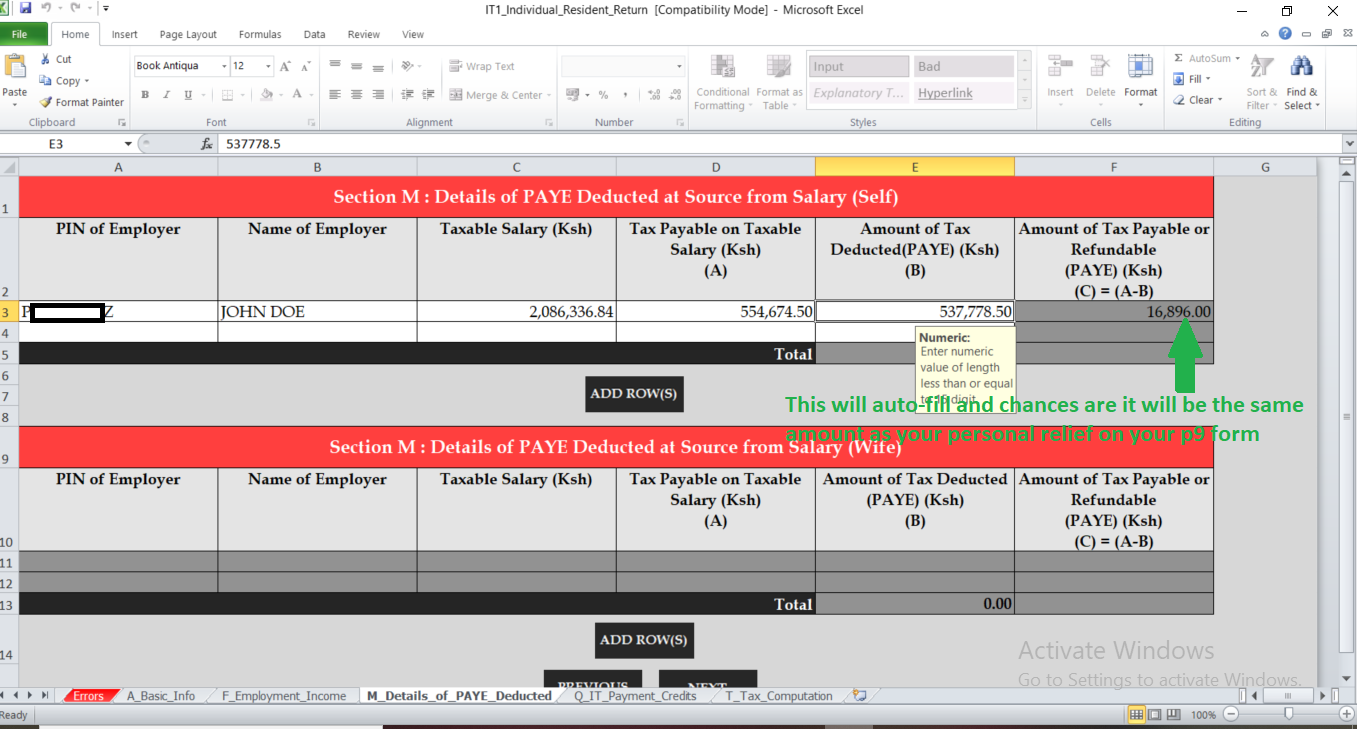 IT1_Individual_Resident_Return [Compatibility Mode] - Microsoft Excel
File Home Insert Page Layout Formulas Data Review View
Paste
Cut
Copy
Format Painter
Clipboard
Book Antiqua 12
B I U
Font
Wrap Text
Merge & Center
Alignment
%
Number
Conditional Formatting
Format as Table
Input Bad
Explanatory T... Hyperlink
Styles
Insert Delete Format
Cells
AutoSum
Fill
Clear
Sort & Filter
Find & Select
Editing
E3 fx 537778.5
A B C D E F G
1 Section M : Details of PAYE Deducted at Source from Salary (Self)
PIN of Employer Name of Employer Taxable Salary (Ksh) Tax Payable on Taxable Amount of Tax Amount of Tax Payable or
Salary (Ksh) Deducted(PAYE) (Ksh) Refundable
(A) (B) (PAYE) (Ksh)
2 (C) = (A-B)
3 P Z JOHN DOE 2,086,336.84 554,674.50 537,778.50 16,896.00
4
5 Total
Numeric:
Enter numeric
value of length
less than or equal
6
7 ADD ROW(S)
8
This will auto-fill and chances are it will be the same
amount as your personal relief on your p9 form
9 Section M : Details of PAYE Deducted at Source from Salary (Wife)
PIN of Employer Name of Employer Taxable Salary (Ksh) Tax Payable on Taxable Amount of Tax Deducted Amount of Tax Payable or
Salary (Ksh) (PAYE) (Ksh) Refundable
(A) (B) (PAYE) (Ksh)
10 (C) = (A-B)
11
12
13 Total 0.00
ADD ROW(S)
14
PREVIOUS NEXT
Activate Windows
Go to Settings to activate Windows.
Errors A_Basic_Info F_Employment_Income M_Details_of_PAYE_Deducted Q_IT_Payment_Credits T_Tax_Computation
Ready 100%